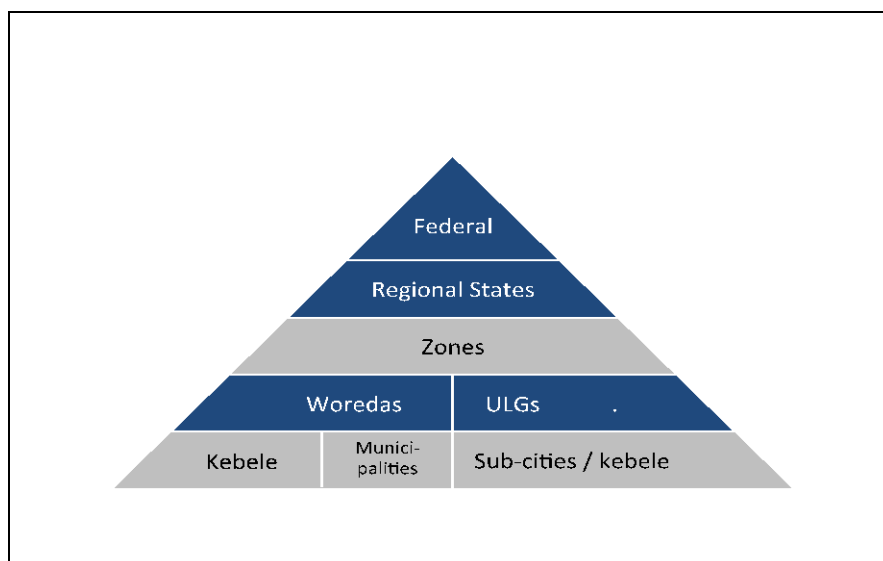 Federal
Regional States
Zones
Woredas
ULGs .
Kebele
Munici-
palities
Sub-cities / kebele